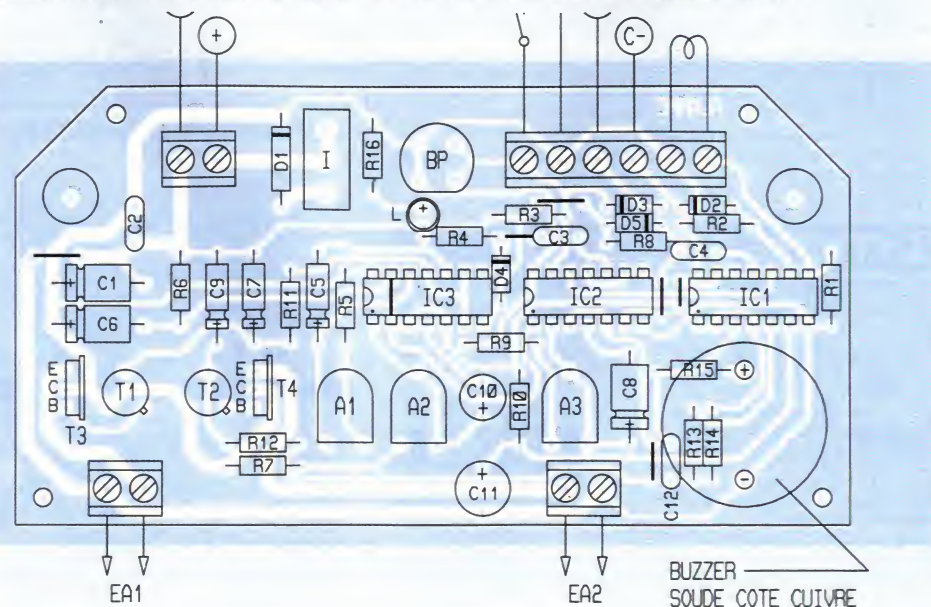 +
C-
D1
I
R16
BP
C2
L
+
R3
D3
D2
D5
R2
R4
C3
R8
C4
+
C1
R6
C9
C7
R11
C5
R5
IC3
D4
IC2
IC1
R1
+
C6
R9
E
C
B
T3
T1
T2
E
C
B
T4
A1
A2
C10
+
R10
A3
C8
R15
+
R12
R7
R13
R14
+
C11
C12
-
EA1
EA2
BUZZER
SOUDE COTE CUIVRE